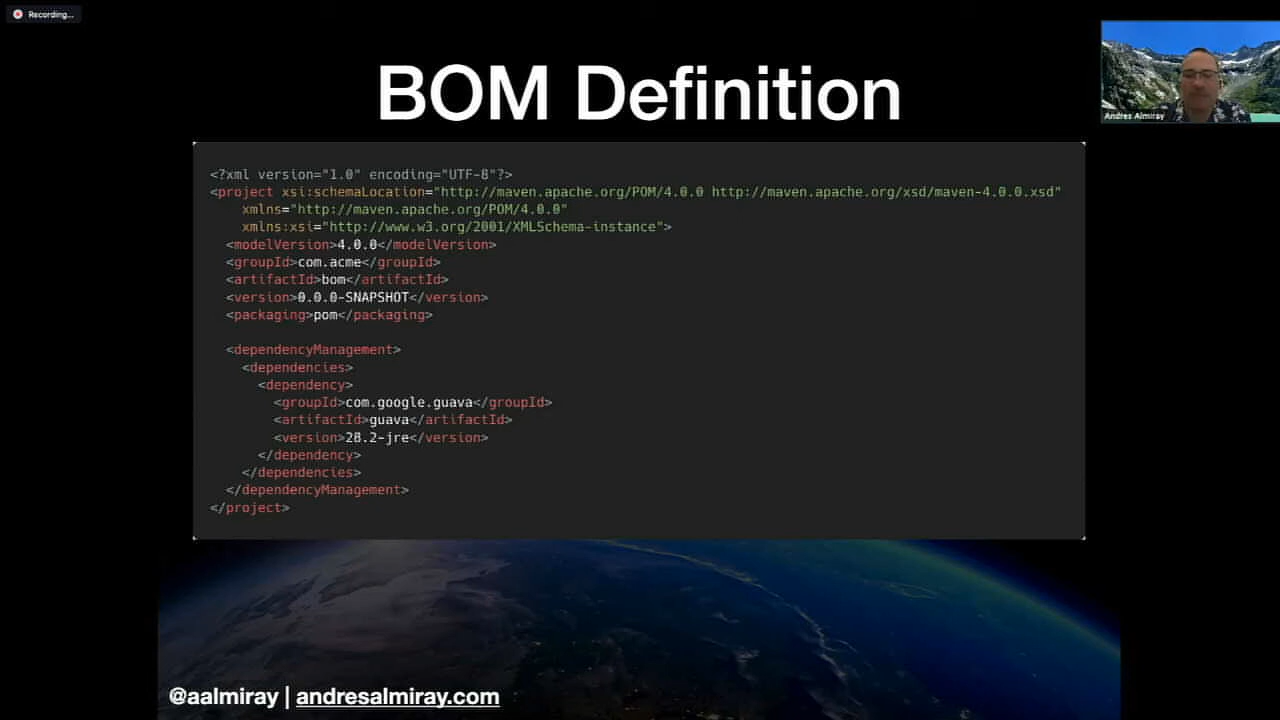 Recording...
BOM Definition
Andres Almiray
<?xml version="1.0" encoding="UTF-8"?>
<project xsi:schemaLocation="http://maven.apache.org/POM/4.0.0 http://maven.apache.org/xsd/maven-4.0.0.xsd"
    xmlns="http://maven.apache.org/POM/4.0.0"
    xmlns:xsi="http://www.w3.org/2001/XMLSchema-instance">
  <modelVersion>4.0.0</modelVersion>
  <groupId>com.acme</groupId>
  <artifactId>bom</artifactId>
  <version>0.0.0-SNAPSHOT</version>
  <packaging>pom</packaging>
  <dependencyManagement>
    <dependencies>
      <dependency>
        <groupId>com.google.guava</groupId>
        <artifactId>guava</artifactId>
        <version>28.2-jre</version>
      </dependency>
    </dependencies>
  </dependencyManagement>
</project>
@aalmiray | andresalmiray.com